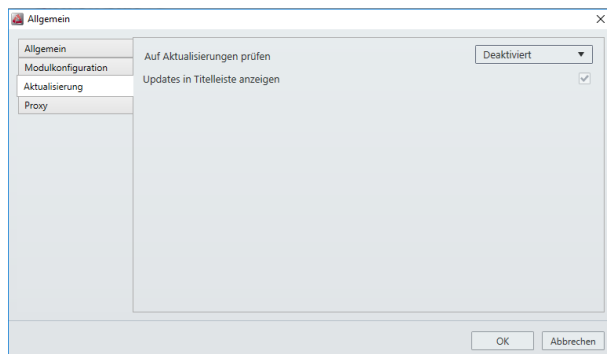 Allgemein
Allgemein
Modulkonfiguration
Aktualisierung
Proxy
Auf Aktualisierungen prüfen
Deaktiviert
Updates in Titelleiste anzeigen
OK
Abbrechen